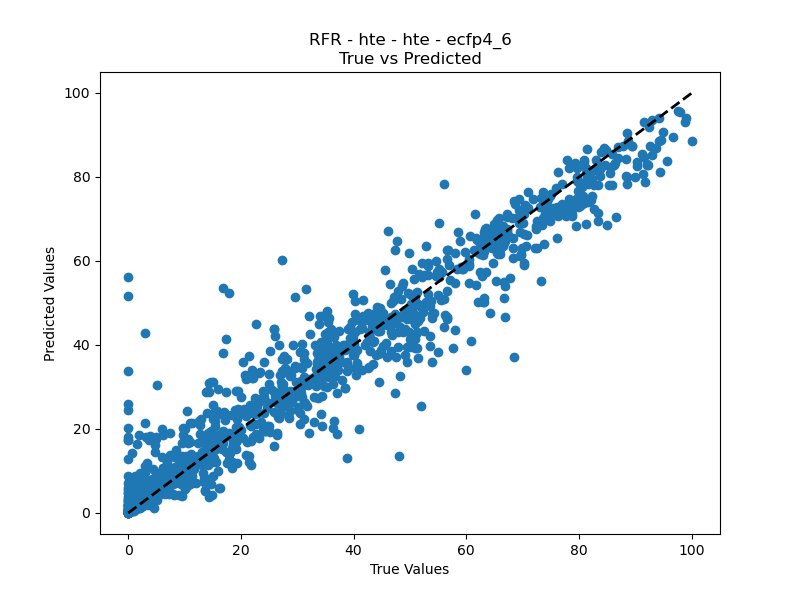 RFR - hte - hte - ecfp4_6
True vs Predicted
100
80
60
40
20
0
Predicted Values
0 20 40 60 80 100
True Values